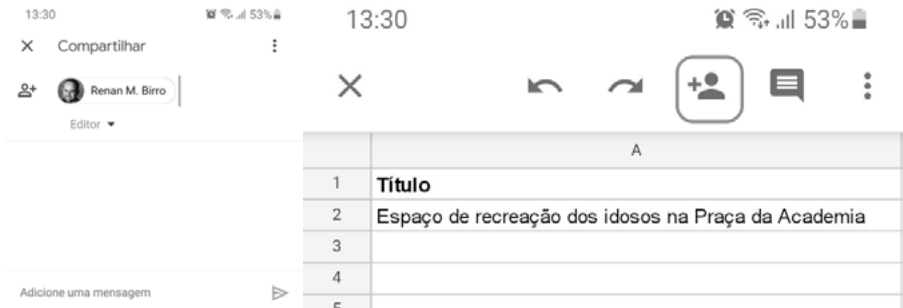 13:30
53%
Compartilhar
Renan M. Birro
Editor
Adicione uma mensagem
13:30
53%
A
1 Título
2 Espaço de recreação dos idosos na Praça da Academia
3
4